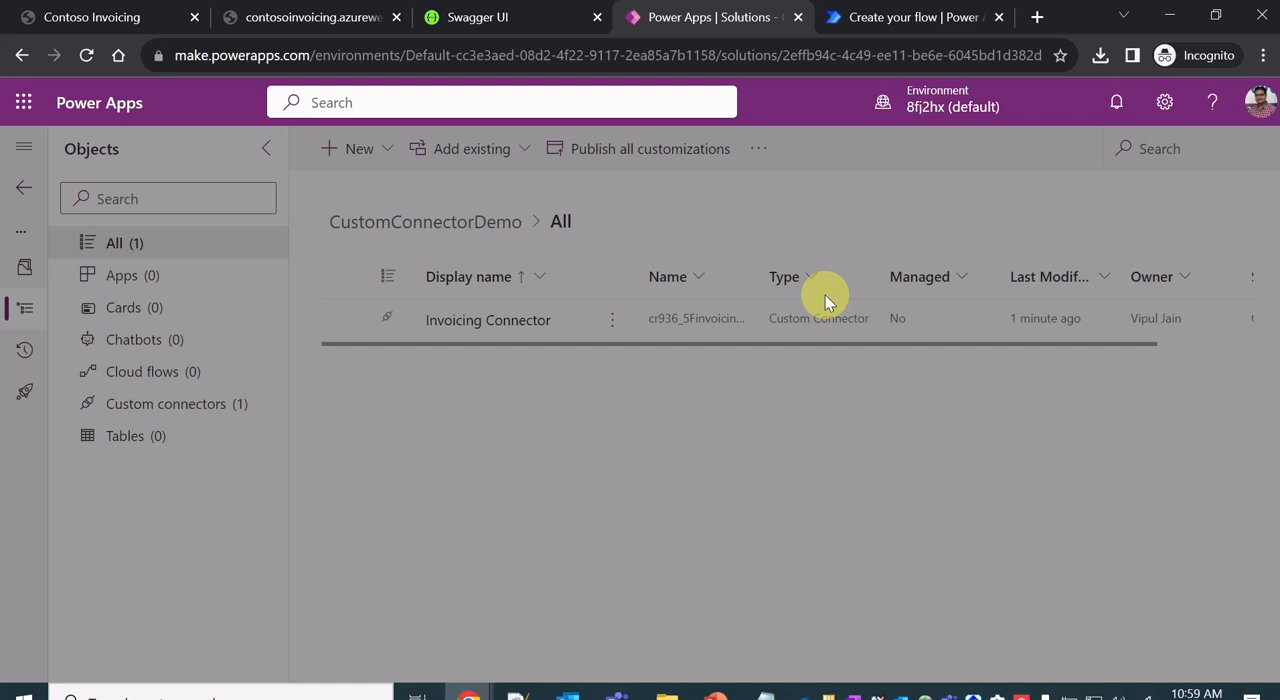 Contoso Invoicing
contosoinvoicing.azurewe
Swagger UI
Power Apps | Solutions -
Create your flow | Power
make.powerapps.com/environments/Default-cc3e3aed-08d2-4f22-9117-2ea85a7b1158/solutions/2effb94c-4c49-ee11-be6e-6045bd1d382d
Incognito
Power Apps
Search
Environment
8fj2hx (default)
Objects
New
Add existing
Publish all customizations
Search
Search
CustomConnectorDemo > All
All (1)
Apps (0)
Cards (0)
Chatbots (0)
Cloud flows (0)
Custom connectors (1)
Tables (0)
Display name
Name
Type
Managed
Last Modif...
Owner
Invoicing Connector
cr936_5Finvoicin...
Custom Connector
No
1 minute ago
Vipul Jain
10:59 AM